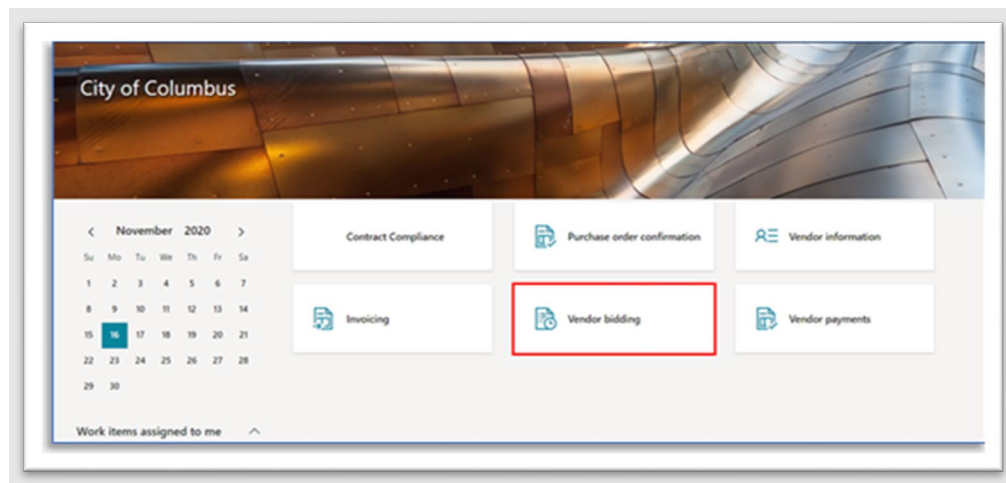 City of Columbus
November 2020
Su Mo Tu We Th Fr Sa
1 2 3 4 5 6 7
8 9 10 11 12 13 14
15 16 17 18 19 20 21
22 23 24 25 26 27 28
29 30
Work items assigned to me
Contract Compliance
Purchase order confirmation
Vendor information
Invoicing
Vendor bidding
Vendor payments